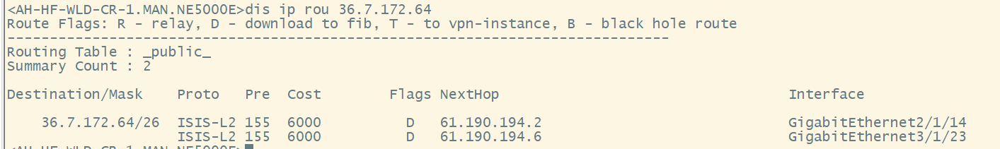 <AH-HF-WLD-CR-1.MAN.NE5000E>dis ip rou 36.7.172.64
Route Flags: R - relay, D - download to fib, T - to vpn-instance, B - black hole route
------------------------------------------------------------------------------
Routing Table : _public_
Summary Count : 2
Destination/Mask    Proto   Pre  Cost          Flags NextHop                                            Interface
36.7.172.64/26  ISIS-L2 155  6000            D   61.190.194.2                                       GigabitEthernet2/1/14
ISIS-L2 155  6000            D   61.190.194.6                                       GigabitEthernet3/1/23
<AH-HF-WLD-CR-1.MAN.NE5000E>